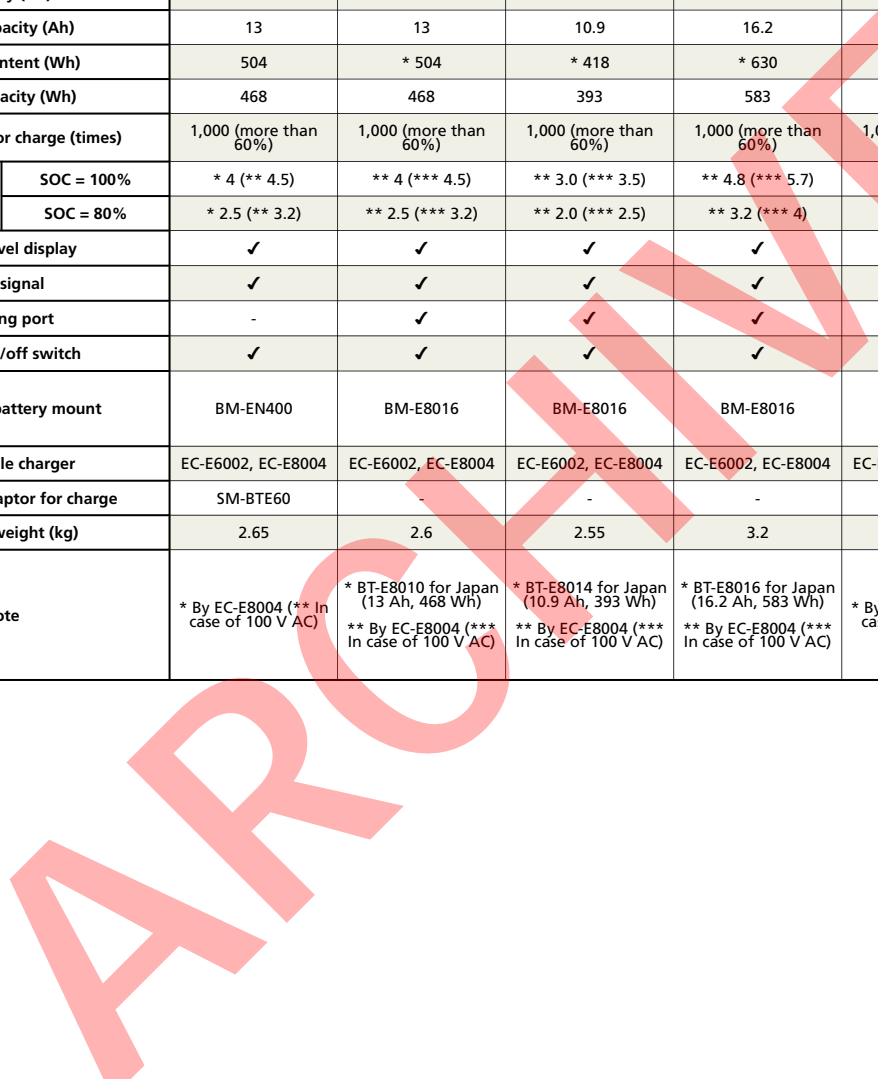 pacity (Ah) 13 13 10.9 16.2
ntent (Wh) 504 * 504 * 418 * 630
acity (Wh) 468 468 393 583
or charge (times) 1,000 (more than 60%) 1,000 (more than 60%) 1,000 (more than 60%) 1,000 (more than 60%)
SOC = 100% * 4 (** 4.5) ** 4 (*** 4.5) ** 3.0 (*** 3.5) ** 4.8 (*** 5.7)
SOC = 80% * 2.5 (** 3.2) ** 2.5 (*** 3.2) ** 2.0 (*** 2.5) ** 3.2 (*** 4)
vel display ✓ ✓ ✓ ✓
signal ✓ ✓ ✓ ✓
ng port - ✓ ✓ ✓
/off switch ✓ ✓ ✓ ✓
battery mount BM-EN400 BM-E8016 BM-E8016 BM-E8016
le charger EC-E6002, EC-E8004 EC-E6002, EC-E8004 EC-E6002, EC-E8004 EC-E6002, EC-E8004 EC-
aptor for charge SM-BTE60 - - -
weight (kg) 2.65 2.6 2.55 3.2
ote
* By EC-E8004 (** In
case of 100 V AC)
* BT-E8010 for Japan
(13 Ah, 468 Wh)
** By EC-E8004 (***
In case of 100 V AC)
* BT-E8014 for Japan
(10.9 Ah, 393 Wh)
** By EC-E8004 (***
In case of 100 V AC)
* BT-E8016 for Japan
(16.2 Ah, 583 Wh)
** By EC-E8004 (***
In case of 100 V AC)
* By
cas
ARCHIVE